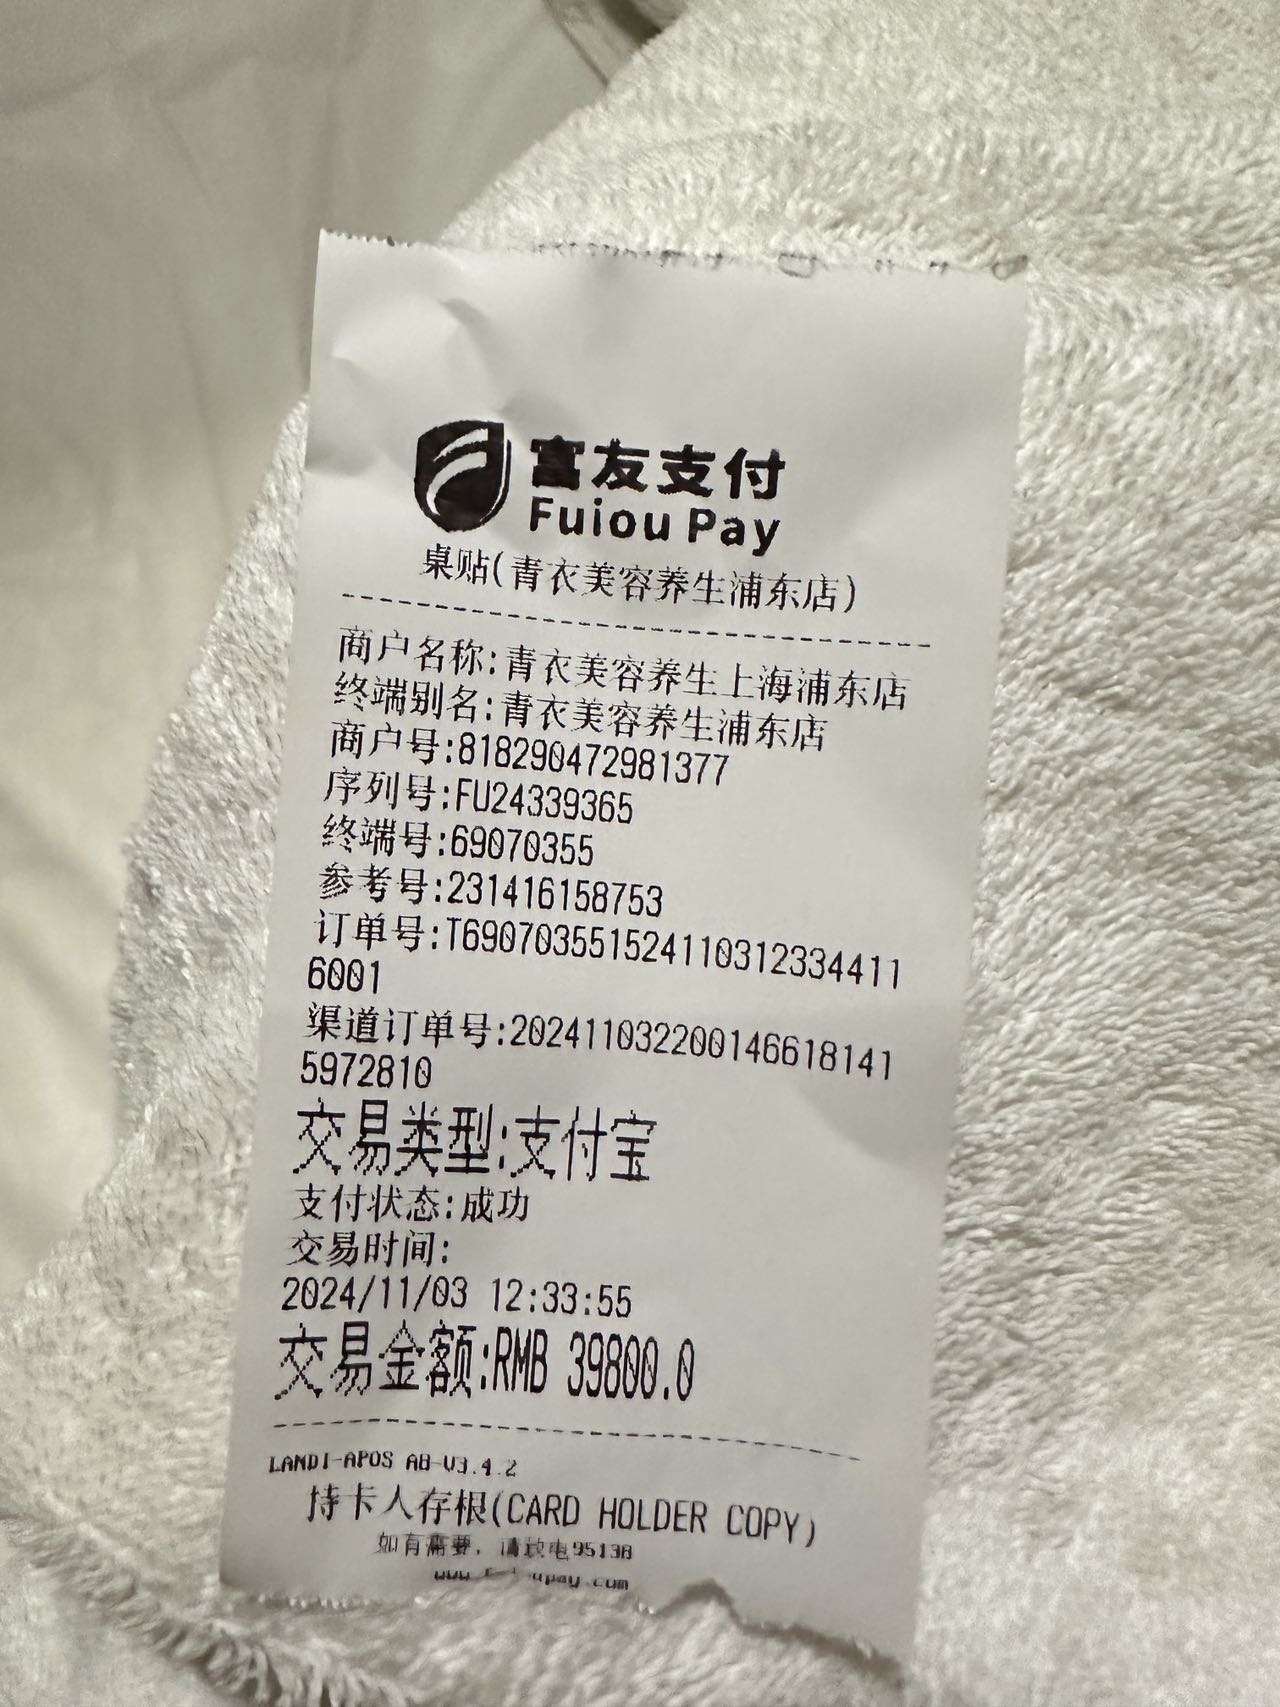 富友支付
Fuiou Pay
桌贴(青衣美容养生浦东店)
商户名称:青衣美容养生上海浦东店
终端别名:青衣美容养生浦东店
商户号:818290472981377
序列号:FU24339365
终端号:69070355
参考号:231416158753
订单号:T690703551524110312334411
6001
渠道订单号:202411032200146618141
5972810
交易类型:支付宝
支付状态:成功
交易时间:
2024/11/03 12:33:55
交易金额:RMB 39800.0
LANDI-APOS A8-V3.4.2
持卡人存根(CARD HOLDER COPY)
如有需要，请致电95138